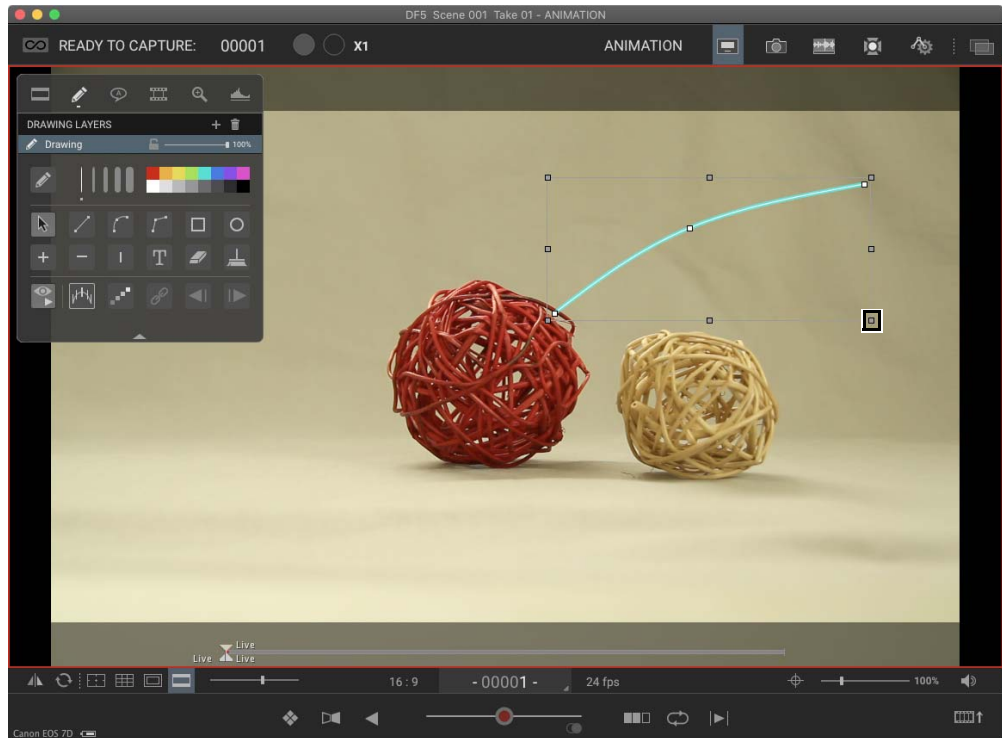 DF5 Scene 001 Take 01 - ANIMATION
READY TO CAPTURE: 00001 X1 ANIMATION
DRAWING LAYERS
Drawing 100%
T
Live
Live Live
16:9 - 00001 - 24 fps 100%
Canon EOS 7D